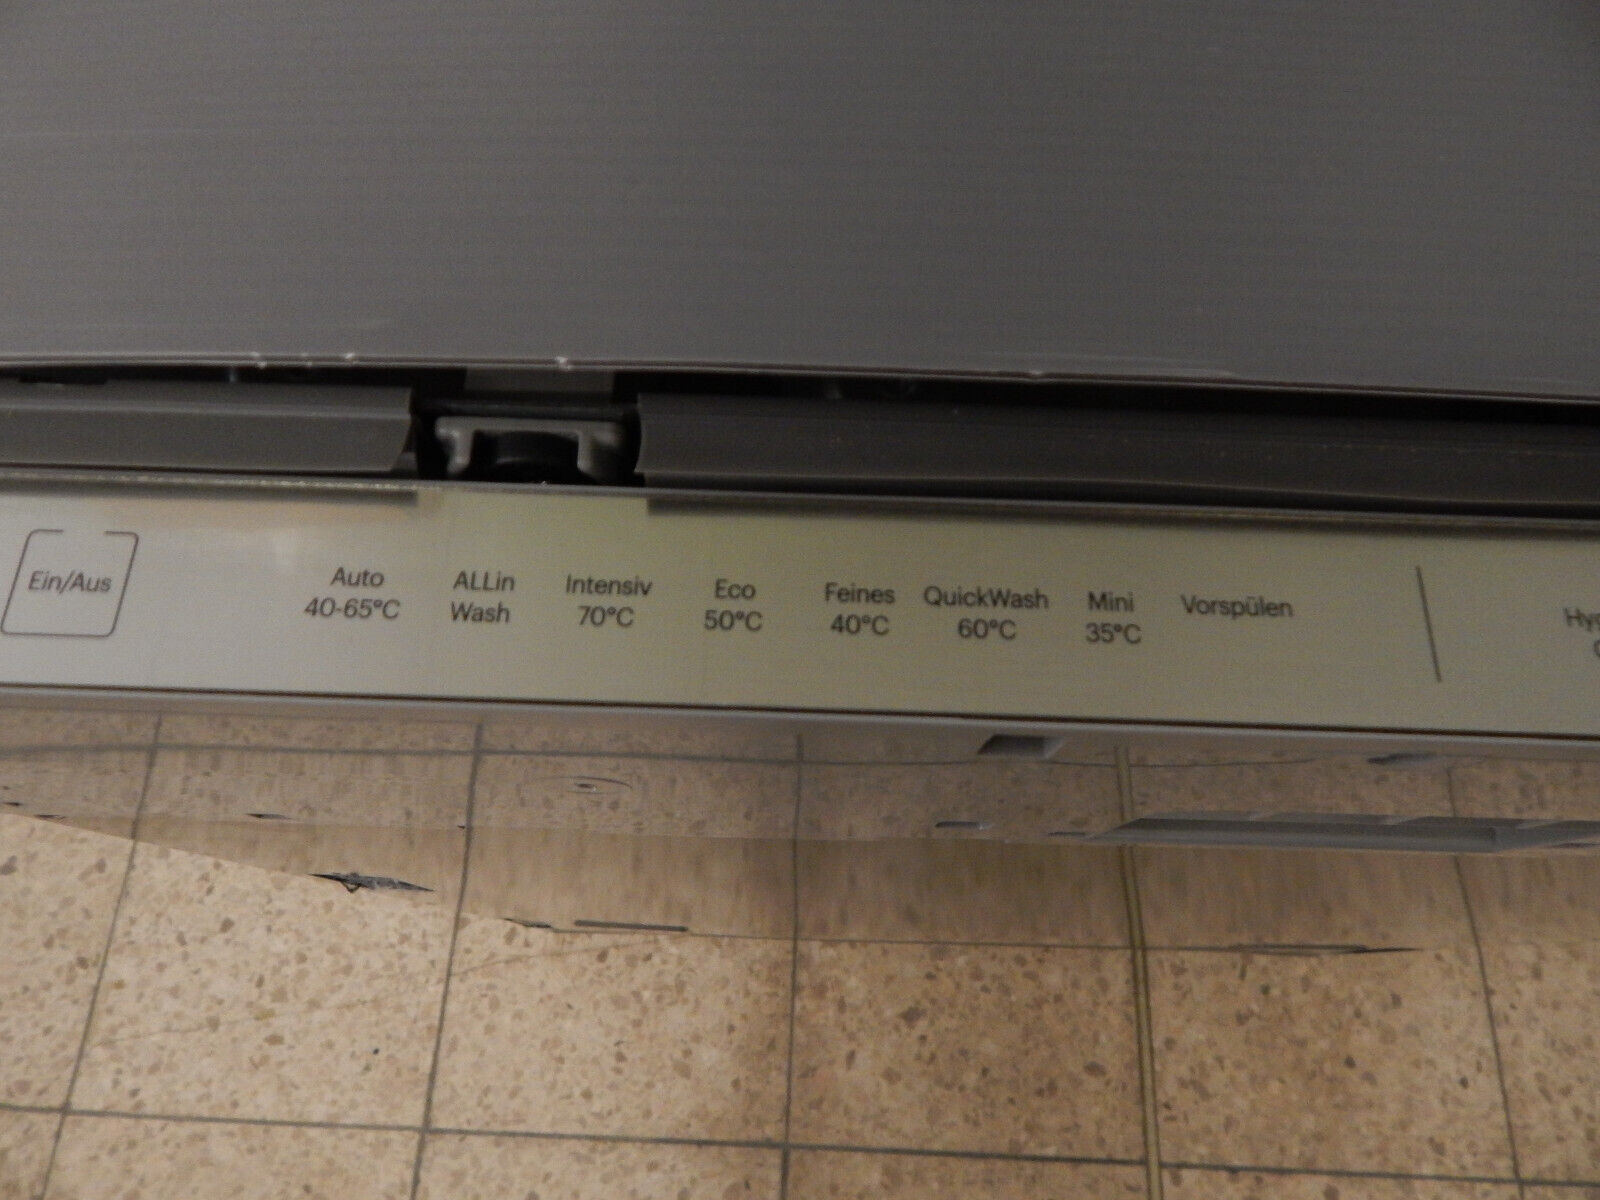 Ein/Aus
Auto
40-65°C
ALLin
Wash
Intensiv
70°C
Eco
50°C
Feines
40°C
QuickWash
60°C
Mini
35°C
Vorspülen